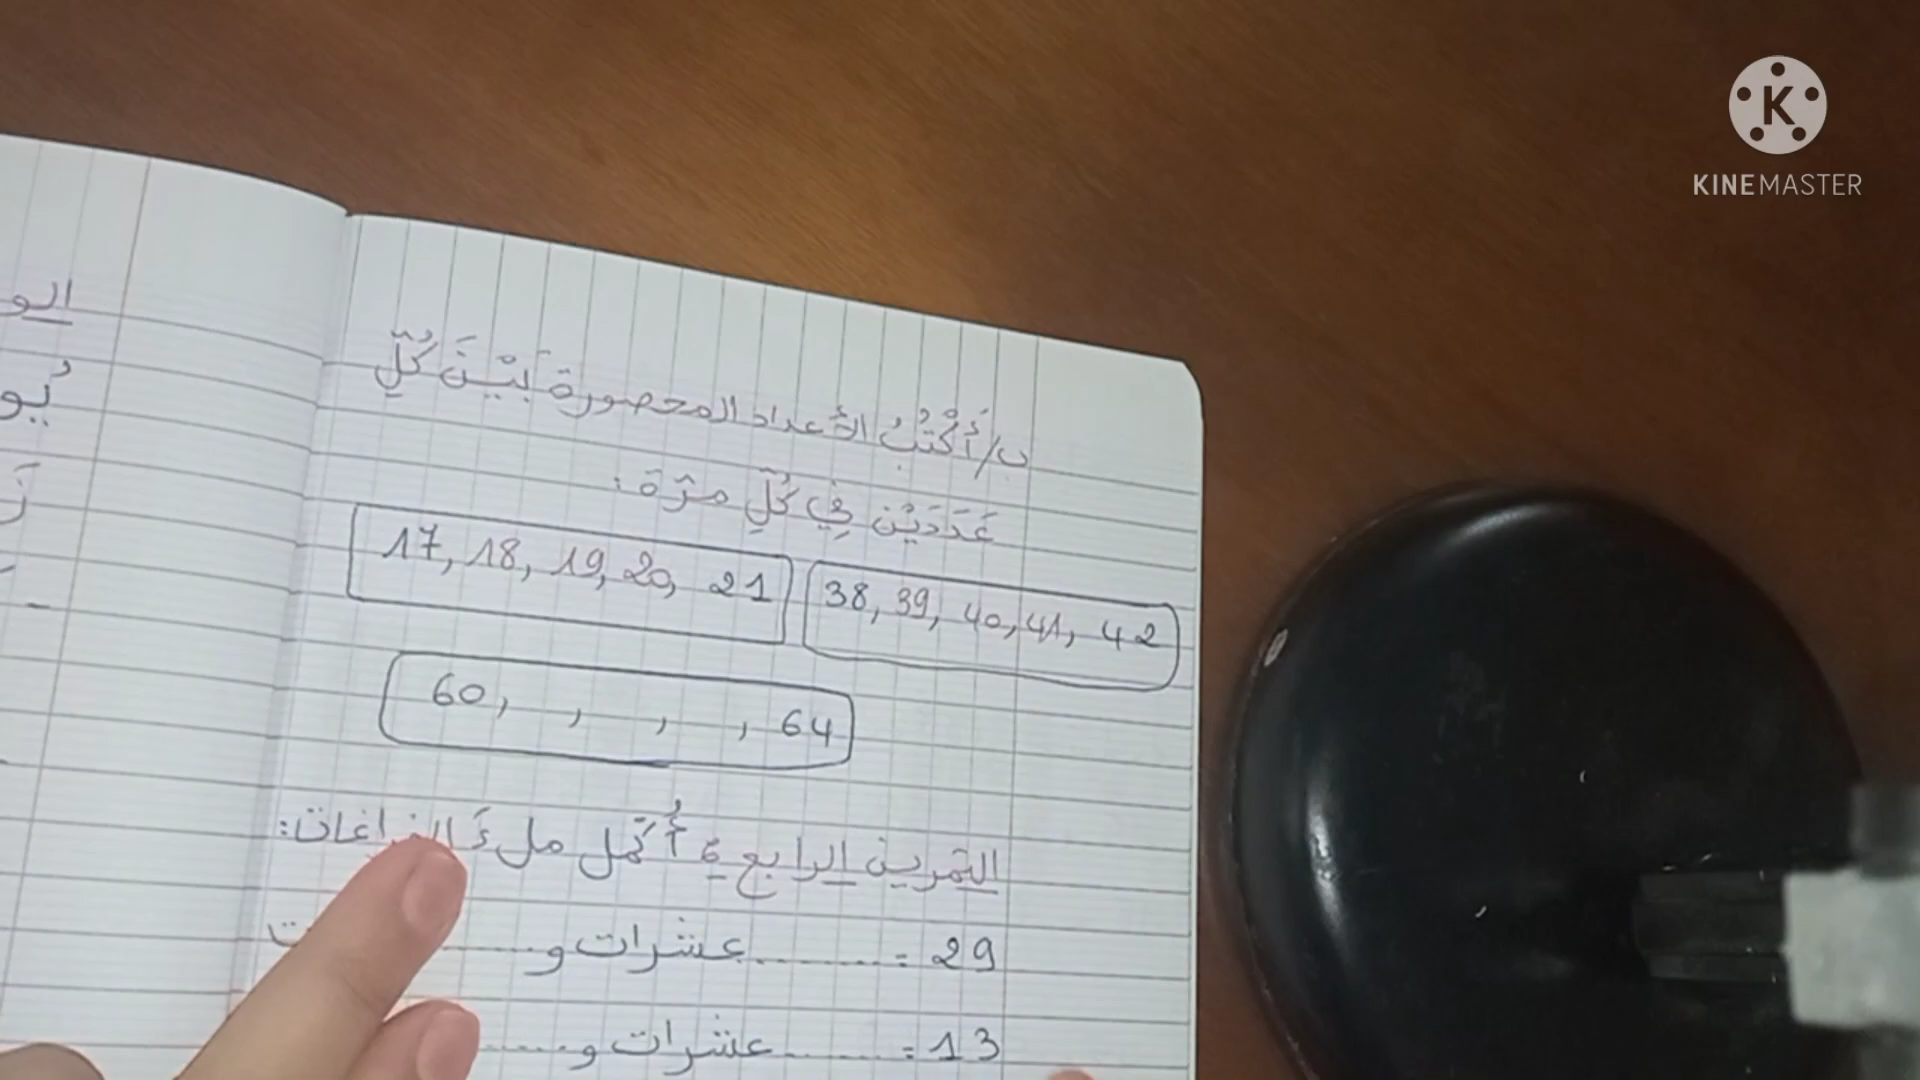 KINEMASTER
ب/ أَكْتُبُ الأعداد المحصورة بَيْنَ كُلِّ
عَدَدَيْن فِي كُلِّ مرّة:
17, 18, 19, 20, 21
38, 39, 40, 41, 42
60, , , , 64
التمرين الرابع: أُكمل ملءَ الفراغات:
29 = ......... عشرات و ......
13 = ......... عشرات و ......